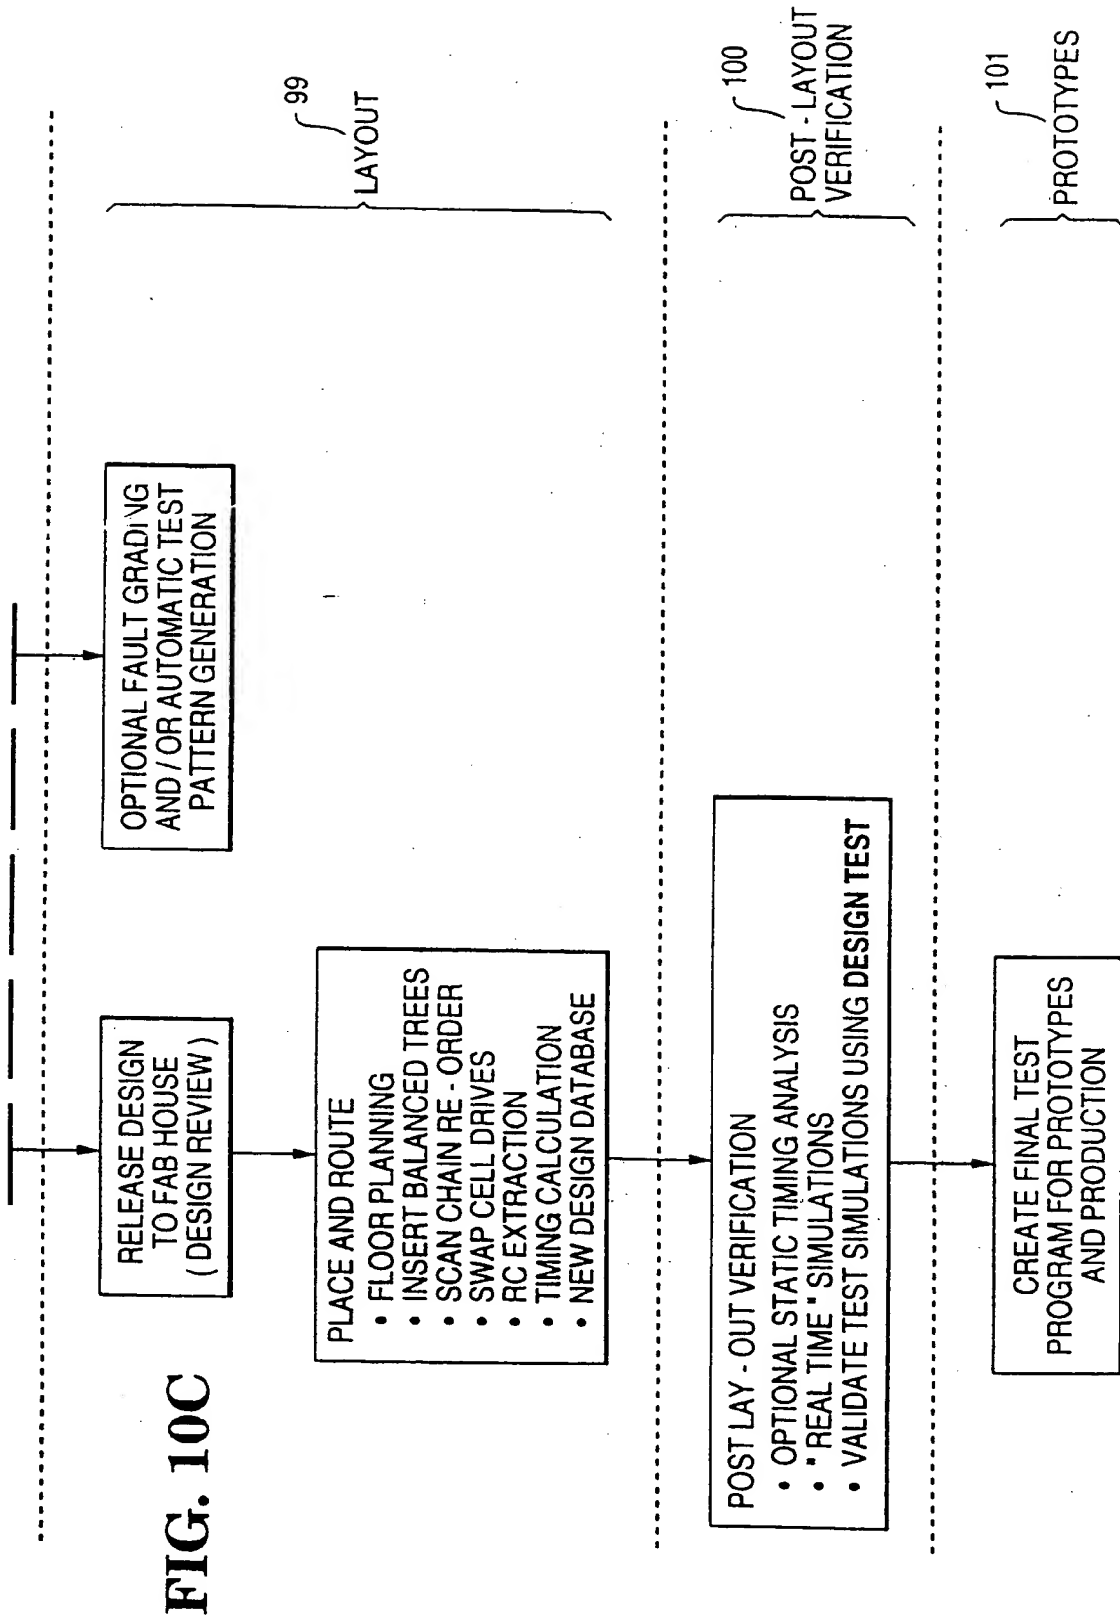 FIG. 10C
RELEASE DESIGN
TO FAB HOUSE
( DESIGN REVIEW )
OPTIONAL FAULT GRADING
AND / OR AUTOMATIC TEST
PATTERN GENERATION
PLACE AND ROUTE
• FLOOR PLANNING
INSERT BALANCED TREES
• SCAN CHAIN RE - ORDER
• SWAP CELL DRIVES
• RC EXTRACTION
• TIMING CALCULATION
• NEW DESIGN DATABASE
99
LAYOUT
POST LAY - OUT VERIFICATION
• OPTIONAL STATIC TIMING ANALYSIS
• "REAL TIME "SIMULATIONS
• VALIDATE TEST SIMULATIONS USING DESIGN TEST
100
POST - LAYOUT
VERIFICATION
CREATE FINAL TEST
PROGRAM FOR PROTOTYPES
AND PRODUCTION
101
PROTOTYPES